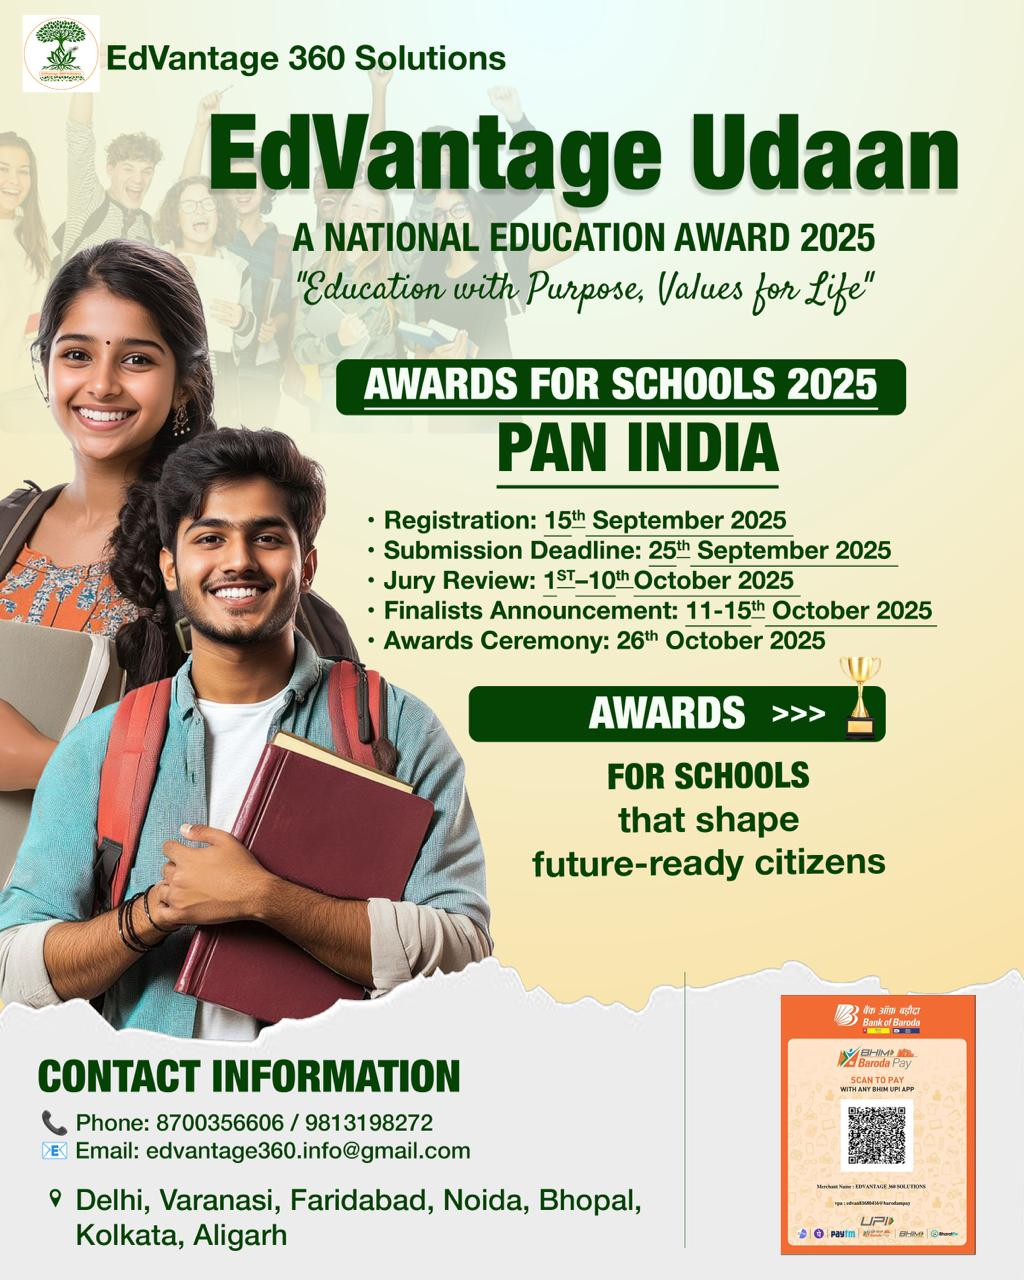 EdVantage 360 Solutions
EdVantage Udaan
A NATIONAL EDUCATION AWARD 2025
"Education with Purpose, Values for Life"
AWARDS FOR SCHOOLS 2025
PAN INDIA
• Registration: 15th September 2025
• Submission Deadline: 25th September 2025
• Jury Review: 1ST–10th October 2025
• Finalists Announcement: 11-15th October 2025
• Awards Ceremony: 26th October 2025
AWARDS >>>
FOR SCHOOLS
that shape
future-ready citizens
CONTACT INFORMATION
Phone: 8700356606 / 9813198272
Email: edvantage360.info@gmail.com
Delhi, Varanasi, Faridabad, Noida, Bhopal,
Kolkata, Aligarh
बैंक ऑफ़ बड़ौदा
Bank of Baroda
BHIM
Baroda Pay
SCAN TO PAY
WITH ANY BHIM UPI APP
Merchant Name : EDVANTAGE 360 SOLUTIONS
UPI
Paytm
BHIM